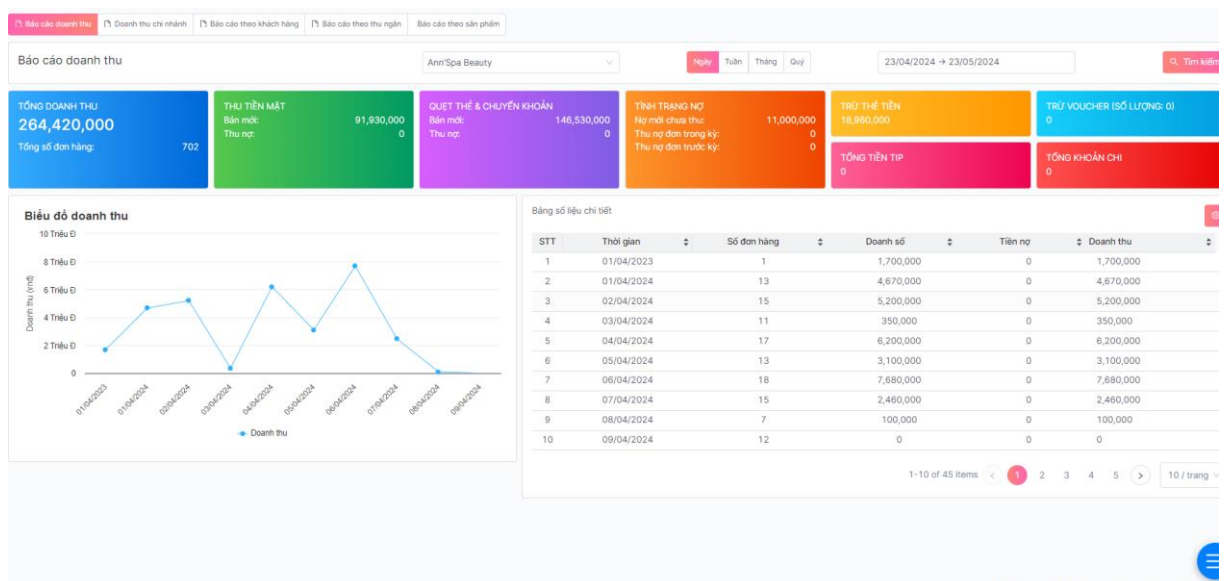 Báo cáo doanh thu Doanh thu chi nhánh Báo cáo theo khách hàng Báo cáo theo thu ngân Báo cáo theo sản phẩm
Báo cáo doanh thu Ann'Spa Beauty Ngày Tuần Tháng Quý 23/04/2024 → 23/05/2024 Tìm kiếm
TỔNG DOANH THU
264,420,000
Tổng số đơn hàng: 702
THU TIỀN MẶT
Bán mới: 91,930,000
Thu nợ: 0
QUẸT THẺ & CHUYỂN KHOẢN
Bán mới: 146,530,000
Thu nợ: 0
TÌNH TRẠNG NỢ
Nợ mới chưa thu: 11,000,000
Thu nợ đơn trong kỳ: 0
Thu nợ đơn trước kỳ: 0
TRỪ THẺ TIỀN
18,960,000
TỔNG TIỀN TIP
0
TRỪ VOUCHER (SỐ LƯỢNG: 0)
0
TỔNG KHOẢN CHI
0
Biểu đồ doanh thu
Doanh thu (vnđ)
10 Triệu Đ
8 Triệu Đ
6 Triệu Đ
4 Triệu Đ
2 Triệu Đ
0
01/04/2023 01/04/2024 02/04/2024 03/04/2024 04/04/2024 05/04/2024 06/04/2024 07/04/2024 08/04/2024 09/04/2024
Doanh thu
Bảng số liệu chi tiết
STT Thời gian Số đơn hàng Doanh số Tiền nợ Doanh thu
1 01/04/2023 1 1,700,000 0 1,700,000
2 01/04/2024 13 4,670,000 0 4,670,000
3 02/04/2024 15 5,200,000 0 5,200,000
4 03/04/2024 11 350,000 0 350,000
5 04/04/2024 17 6,200,000 0 6,200,000
6 05/04/2024 13 3,100,000 0 3,100,000
7 06/04/2024 18 7,680,000 0 7,680,000
8 07/04/2024 15 2,460,000 0 2,460,000
9 08/04/2024 7 100,000 0 100,000
10 09/04/2024 12 0 0 0
1-10 of 45 items < 1 2 3 4 5 > 10 / trang